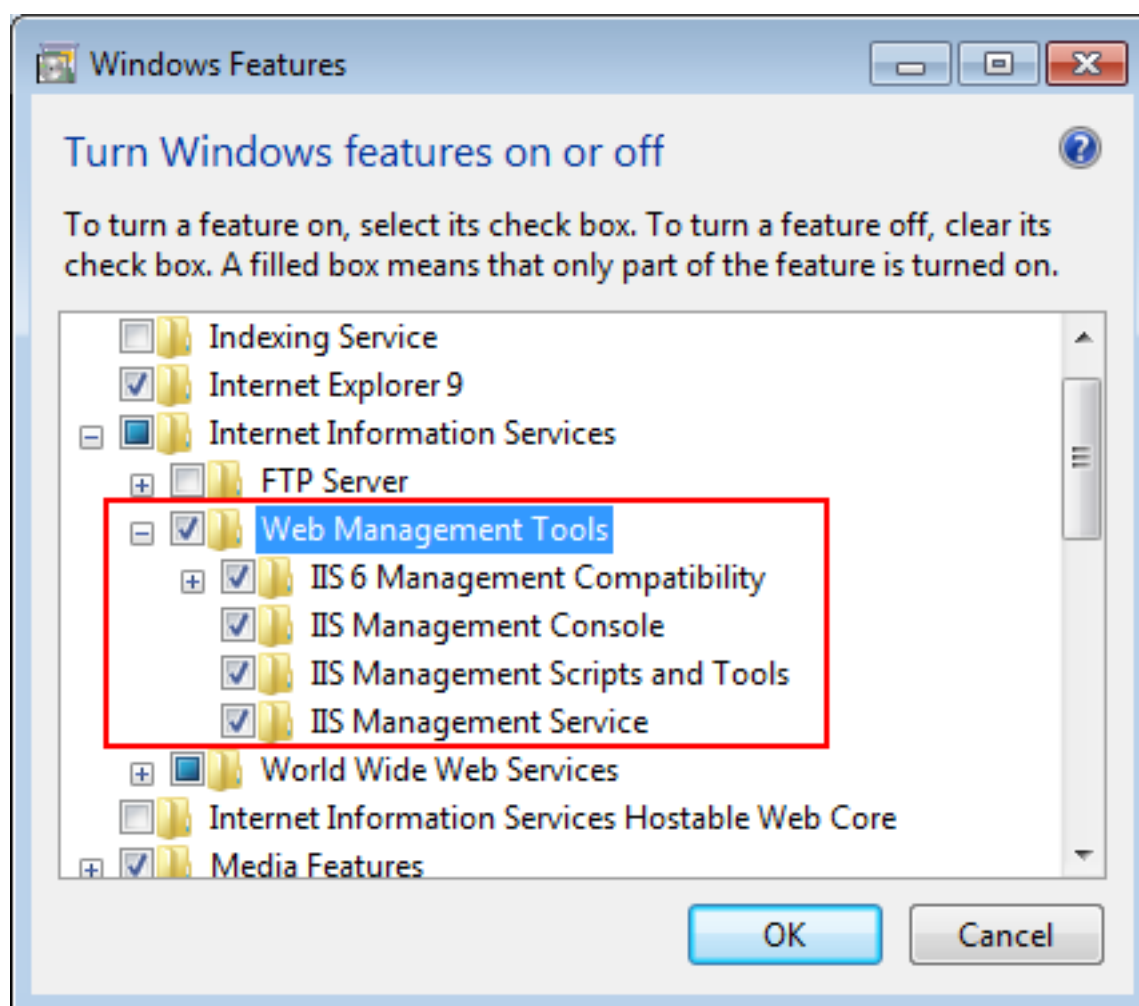 Windows Features
Turn Windows features on or off
To turn a feature on, select its check box. To turn a feature off, clear its
check box. A filled box means that only part of the feature is turned on.
Indexing Service
Internet Explorer 9
Internet Information Services
FTP Server
Web Management Tools
IIS 6 Management Compatibility
IIS Management Console
IIS Management Scripts and Tools
IIS Management Service
World Wide Web Services
Internet Information Services Hostable Web Core
Media Features
OK
Cancel